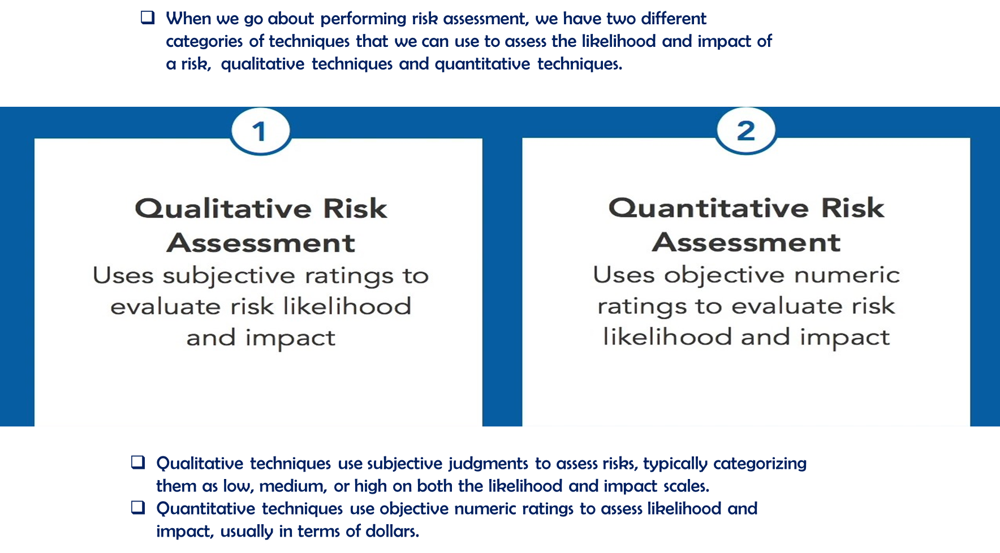 ❑ When we go about performing risk assessment, we have two different
categories of techniques that we can use to assess the likelihood and impact of
a risk, qualitative techniques and quantitative techniques.
1
Qualitative Risk
Assessment
Uses subjective ratings to
evaluate risk likelihood
and impact
2
Quantitative Risk
Assessment
Uses objective numeric
ratings to evaluate risk
likelihood and impact
❑ Qualitative techniques use subjective judgments to assess risks, typically categorizing
them as low, medium, or high on both the likelihood and impact scales.
❑ Quantitative techniques use objective numeric ratings to assess likelihood and
impact, usually in terms of dollars.